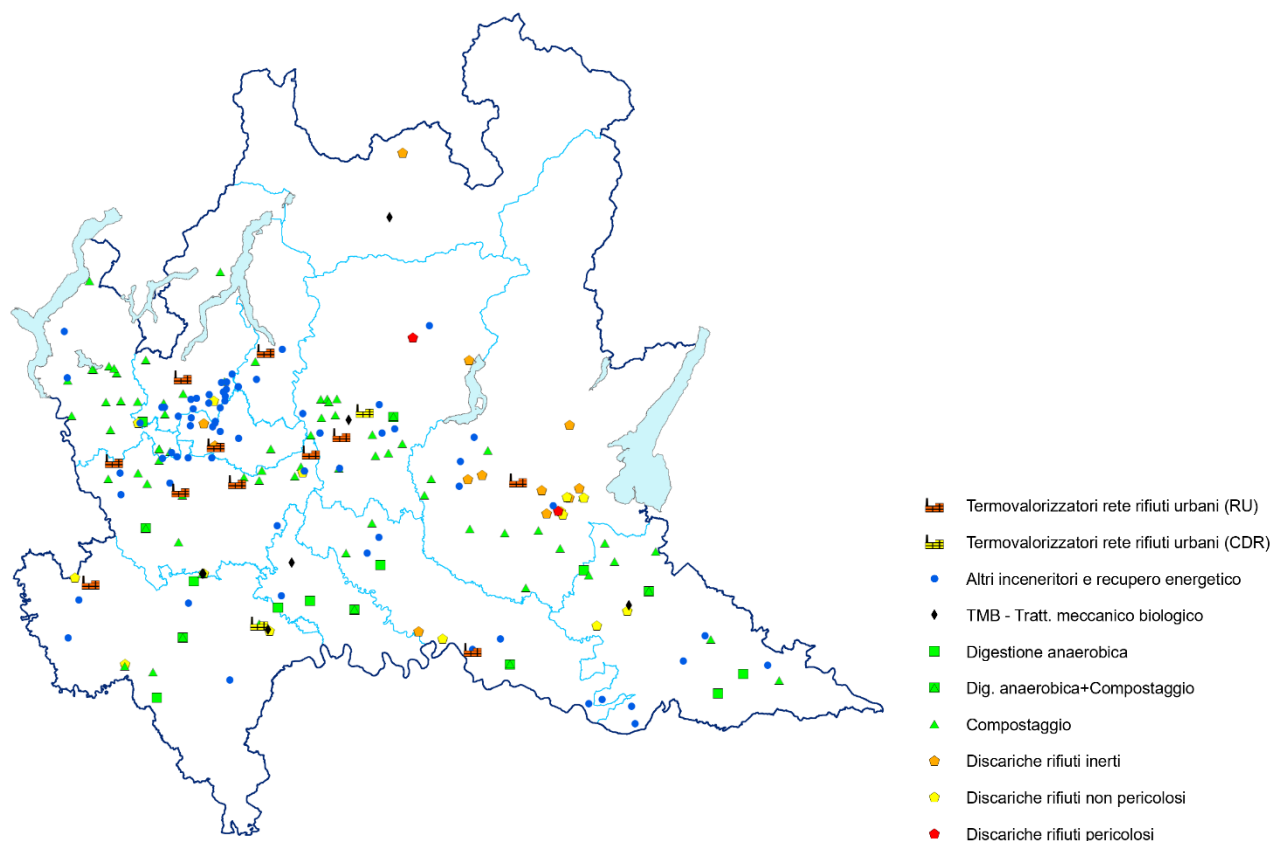 Termovalorizzatori rete rifiuti urbani (RU)
Termovalorizzatori rete rifiuti urbani (CDR)
Altri inceneritori e recupero energetico
TMB - Tratt. meccanico biologico
Digestione anaerobica
Dig. anaerobica+Compostaggio
Compostaggio
Discariche rifiuti inerti
Discariche rifiuti non pericolosi
Discariche rifiuti pericolosi